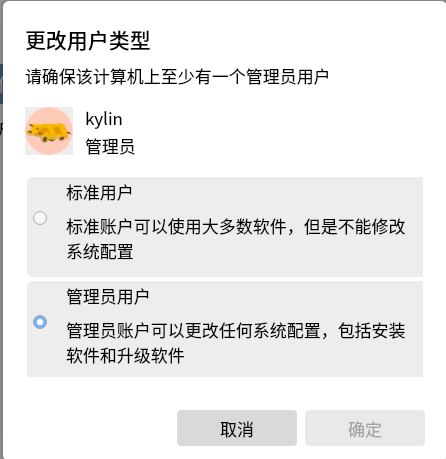 更改用户类型
请确保该计算机上至少有一个管理员用户
kylin
管理员
标准用户
标准账户可以使用大多数软件，但是不能修改
系统配置
管理员用户
管理员账户可以更改任何系统配置，包括安装
软件和升级软件
取消
确定